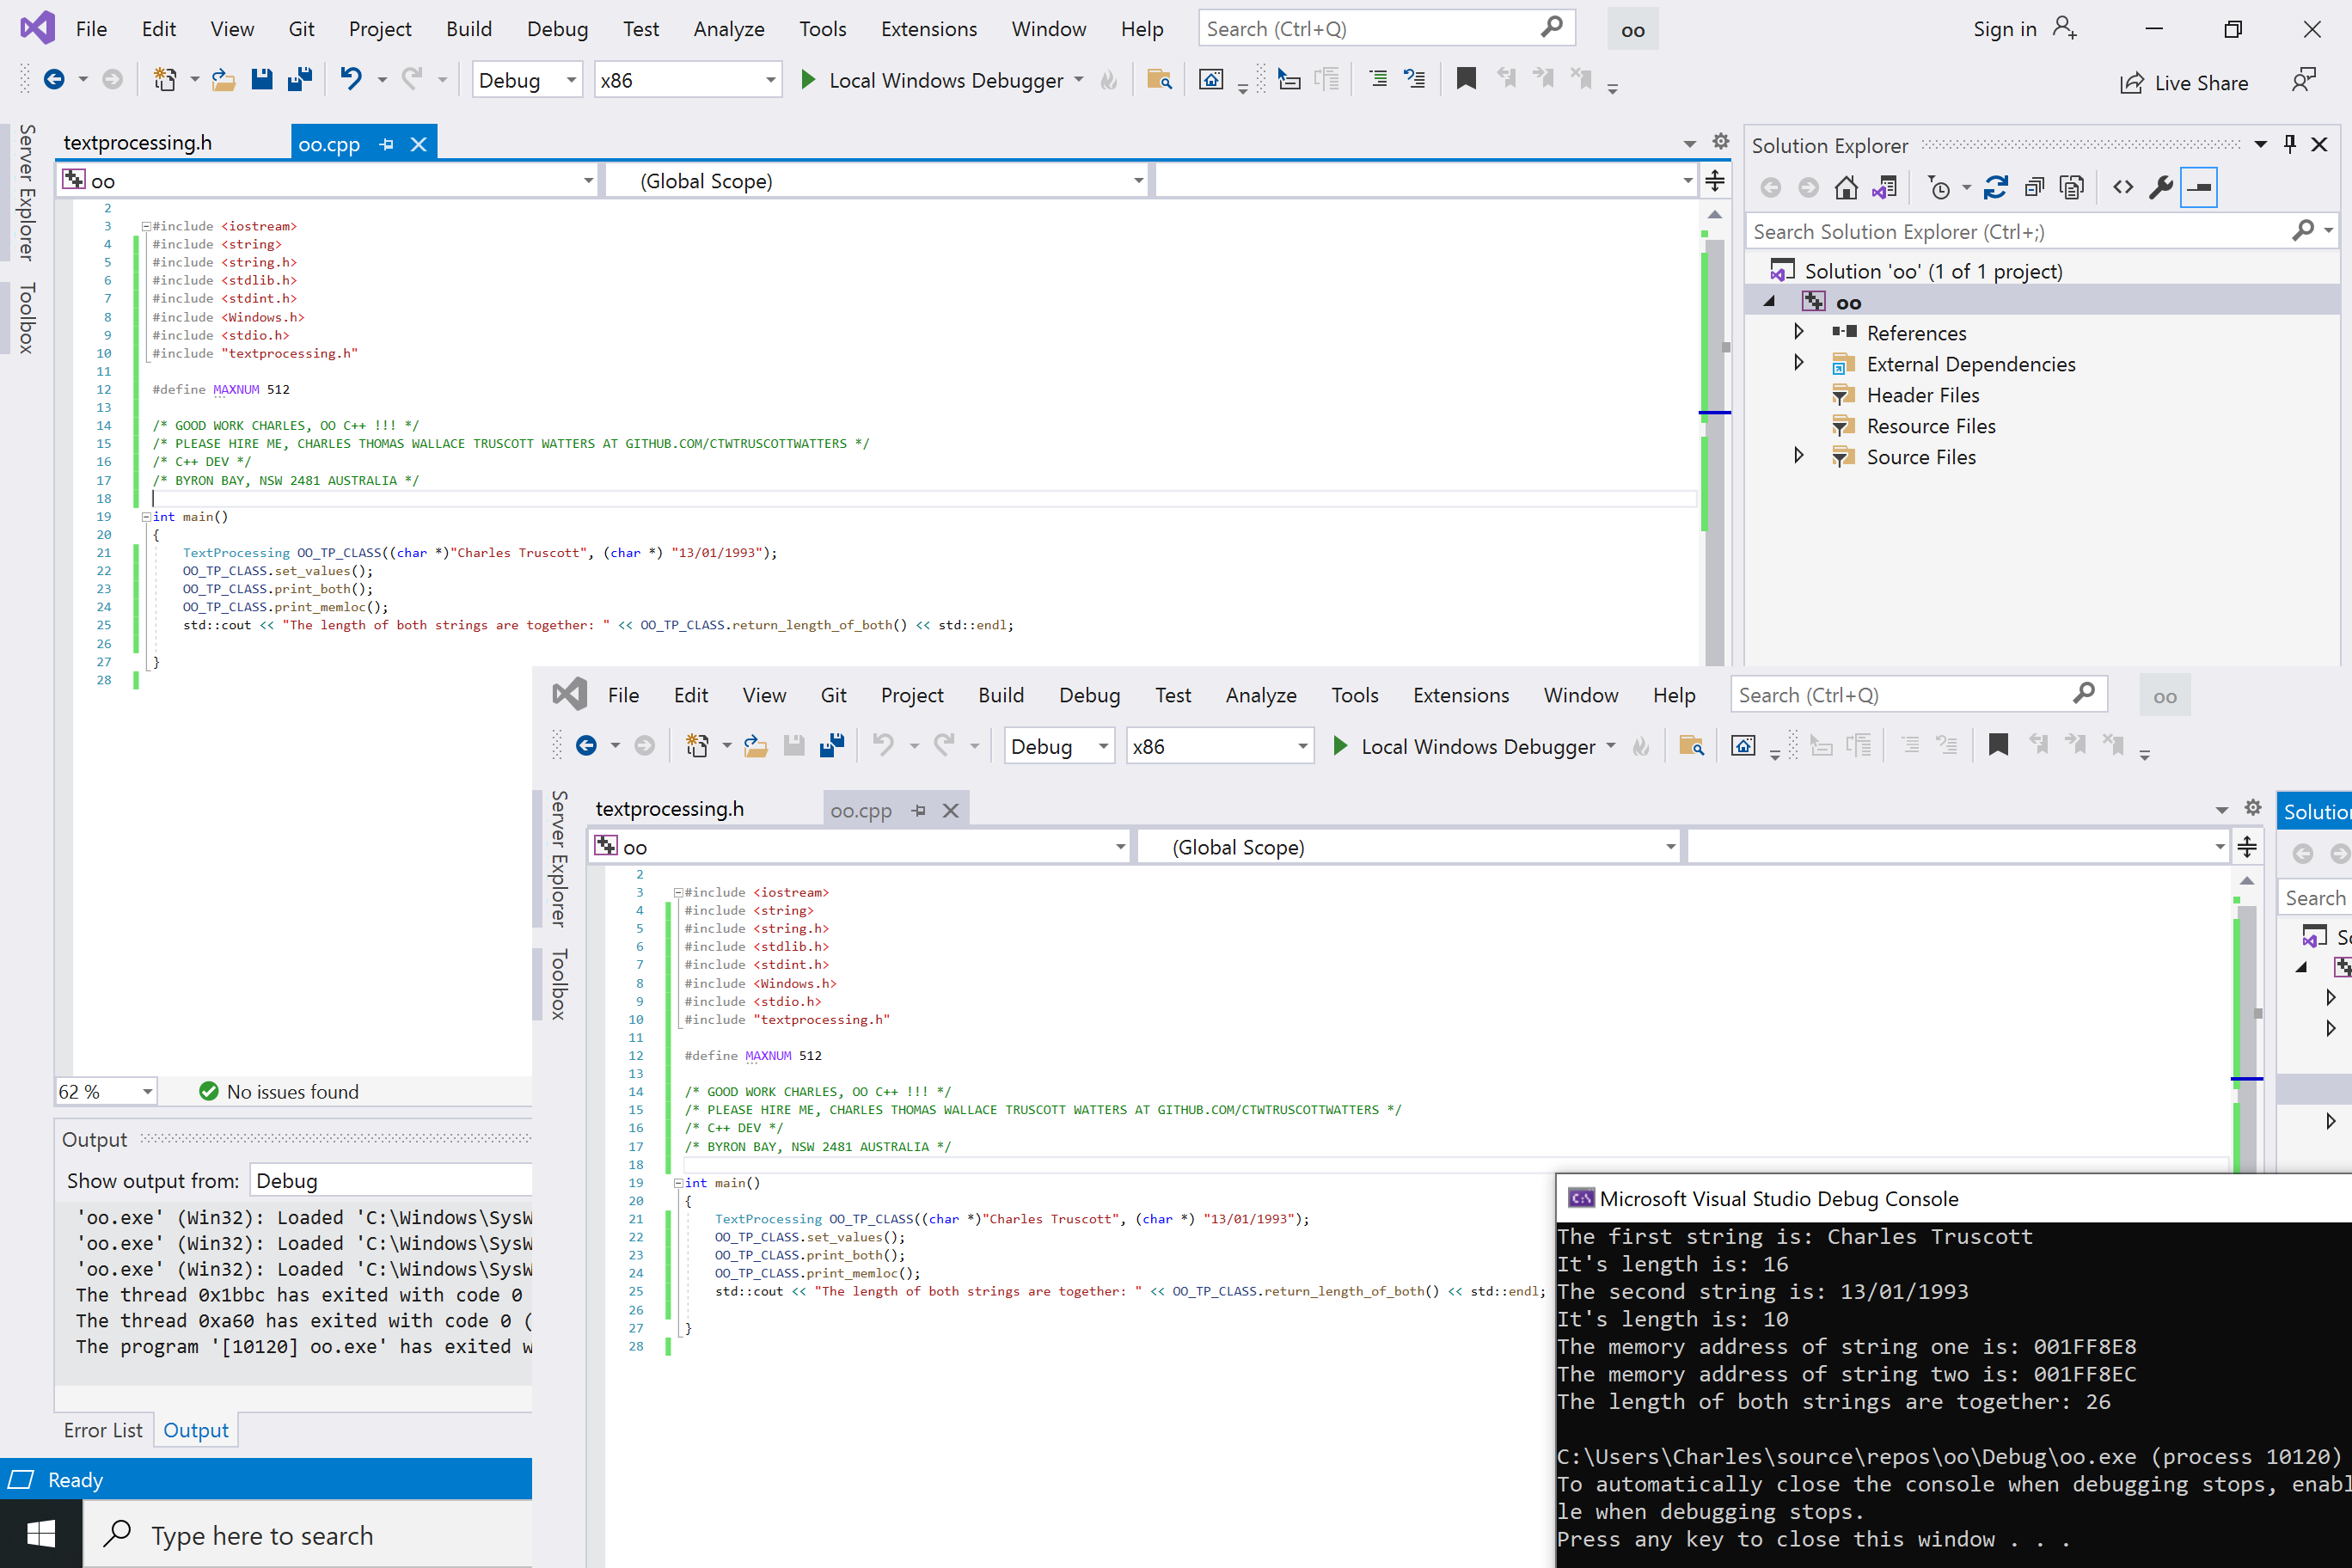 File Edit View Git Project Build Debug Test Analyze Tools Extensions Window Help Search (Ctrl+Q) oo Sign in
Debug x86 Local Windows Debugger Live Share
Server Explorer
Toolbox
textprocessing.h oo.cpp
oo (Global Scope)
2
3 #include <iostream>
4 #include <string>
5 #include <string.h>
6 #include <stdlib.h>
7 #include <stdint.h>
8 #include <Windows.h>
9 #include <stdio.h>
10 #include "textprocessing.h"
11
12 #define MAXNUM 512
13
14 /* GOOD WORK CHARLES, OO C++ !!! */
15 /* PLEASE HIRE ME, CHARLES THOMAS WALLACE TRUSCOTT WATTERS AT GITHUB.COM/CTWTRUSCOTTWATTERS */
16 /* C++ DEV */
17 /* BYRON BAY, NSW 2481 AUSTRALIA */
18
19 int main()
20 {
21 TextProcessing OO_TP_CLASS((char *)"Charles Truscott", (char *) "13/01/1993");
22 OO_TP_CLASS.set_values();
23 OO_TP_CLASS.print_both();
24 OO_TP_CLASS.print_memloc();
25 std::cout << "The length of both strings are together: " << OO_TP_CLASS.return_length_of_both() << std::endl;
26
27 }
28
Solution Explorer
Search Solution Explorer (Ctrl+;)
Solution 'oo' (1 of 1 project)
oo
References
External Dependencies
Header Files
Resource Files
Source Files
62 % No issues found
Output
Show output from: Debug
'oo.exe' (Win32): Loaded 'C:\Windows\SysW
'oo.exe' (Win32): Loaded 'C:\Windows\SysW
'oo.exe' (Win32): Loaded 'C:\Windows\SysW
The thread 0x1bbc has exited with code 0
The thread 0xa60 has exited with code 0 (
The program '[10120] oo.exe' has exited w
Error List Output
Ready
Type here to search
File Edit View Git Project Build Debug Test Analyze Tools Extensions Window Help Search (Ctrl+Q) oo
Debug x86 Local Windows Debugger
Server Explorer
Toolbox
textprocessing.h oo.cpp
oo (Global Scope)
2
3 #include <iostream>
4 #include <string>
5 #include <string.h>
6 #include <stdlib.h>
7 #include <stdint.h>
8 #include <Windows.h>
9 #include <stdio.h>
10 #include "textprocessing.h"
11
12 #define MAXNUM 512
13
14 /* GOOD WORK CHARLES, OO C++ !!! */
15 /* PLEASE HIRE ME, CHARLES THOMAS WALLACE TRUSCOTT WATTERS AT GITHUB.COM/CTWTRUSCOTTWATTERS */
16 /* C++ DEV */
17 /* BYRON BAY, NSW 2481 AUSTRALIA */
18
19 int main()
20 {
21 TextProcessing OO_TP_CLASS((char *)"Charles Truscott", (char *) "13/01/1993");
22 OO_TP_CLASS.set_values();
23 OO_TP_CLASS.print_both();
24 OO_TP_CLASS.print_memloc();
25 std::cout << "The length of both strings are together: " << OO_TP_CLASS.return_length_of_both() << std::endl;
26
27 }
28
Solution
Search
So
Microsoft Visual Studio Debug Console
The first string is: Charles Truscott
It's length is: 16
The second string is: 13/01/1993
It's length is: 10
The memory address of string one is: 001FF8E8
The memory address of string two is: 001FF8EC
The length of both strings are together: 26
C:\Users\Charles\source\repos\oo\Debug\oo.exe (process 10120)
To automatically close the console when debugging stops, enabl
le when debugging stops.
Press any key to close this window . . .